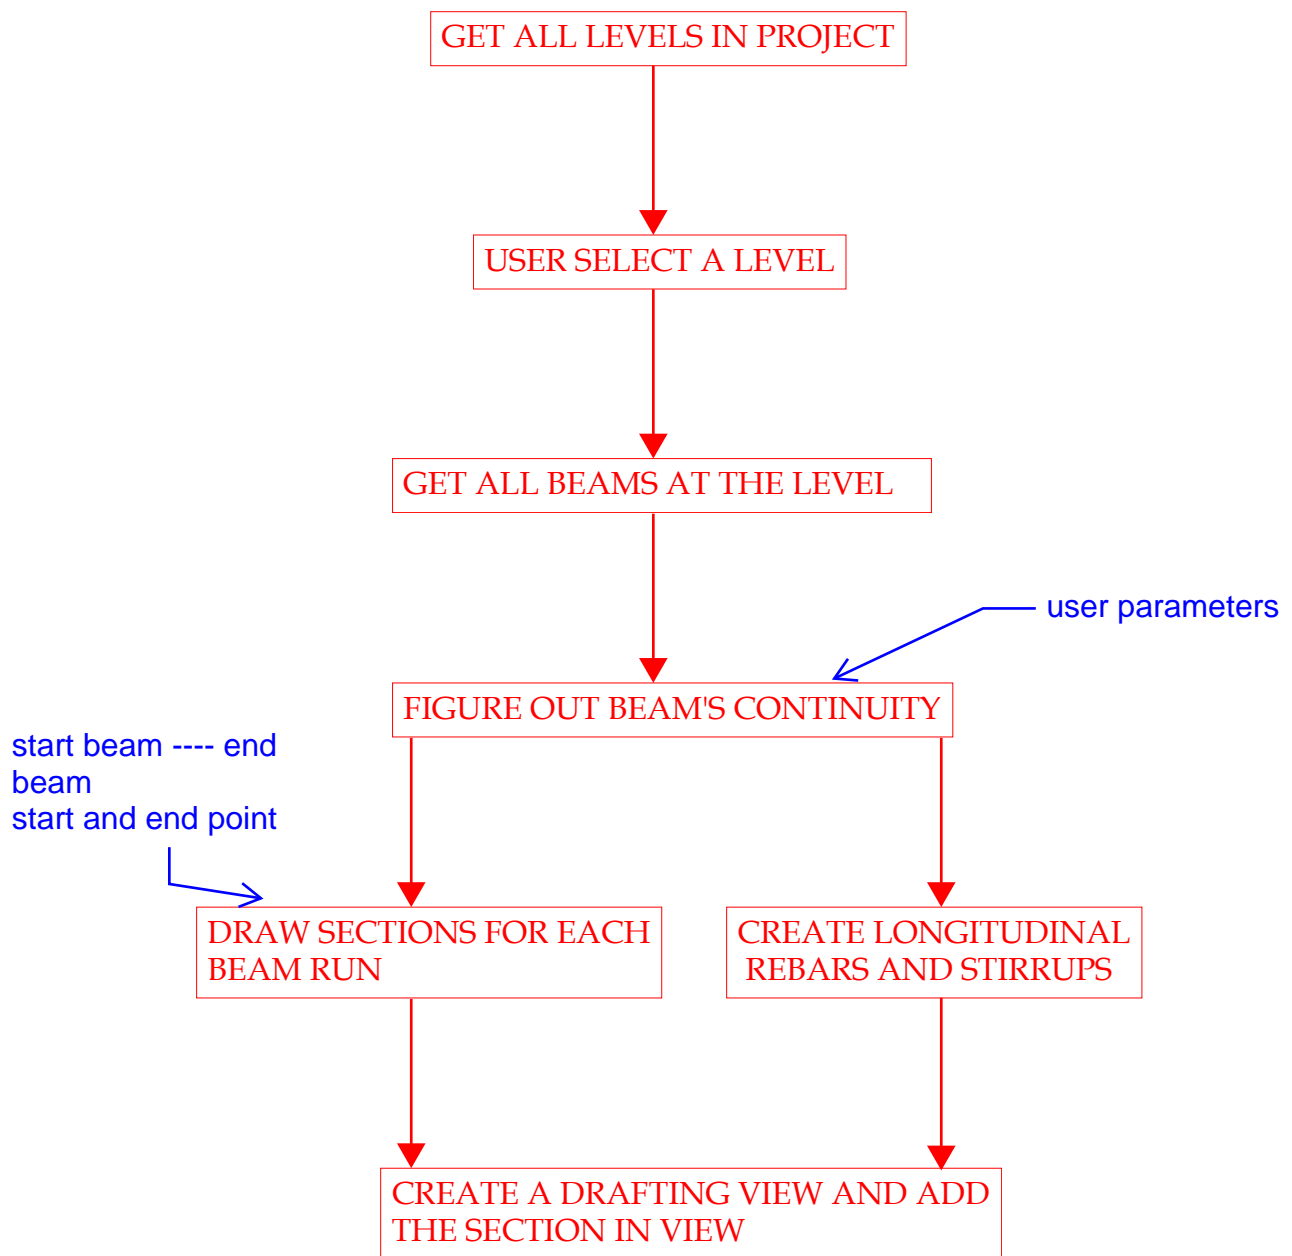 GET ALL LEVELS IN PROJECT
USER SELECT A LEVEL
GET ALL BEAMS AT THE LEVEL
user parameters
FIGURE OUT BEAM'S CONTINUITY
start beam ---- end
beam
start and end point
DRAW SECTIONS FOR EACH
BEAM RUN
CREATE LONGITUDINAL
REBARS AND STIRRUPS
CREATE A DRAFTING VIEW AND ADD
THE SECTION IN VIEW